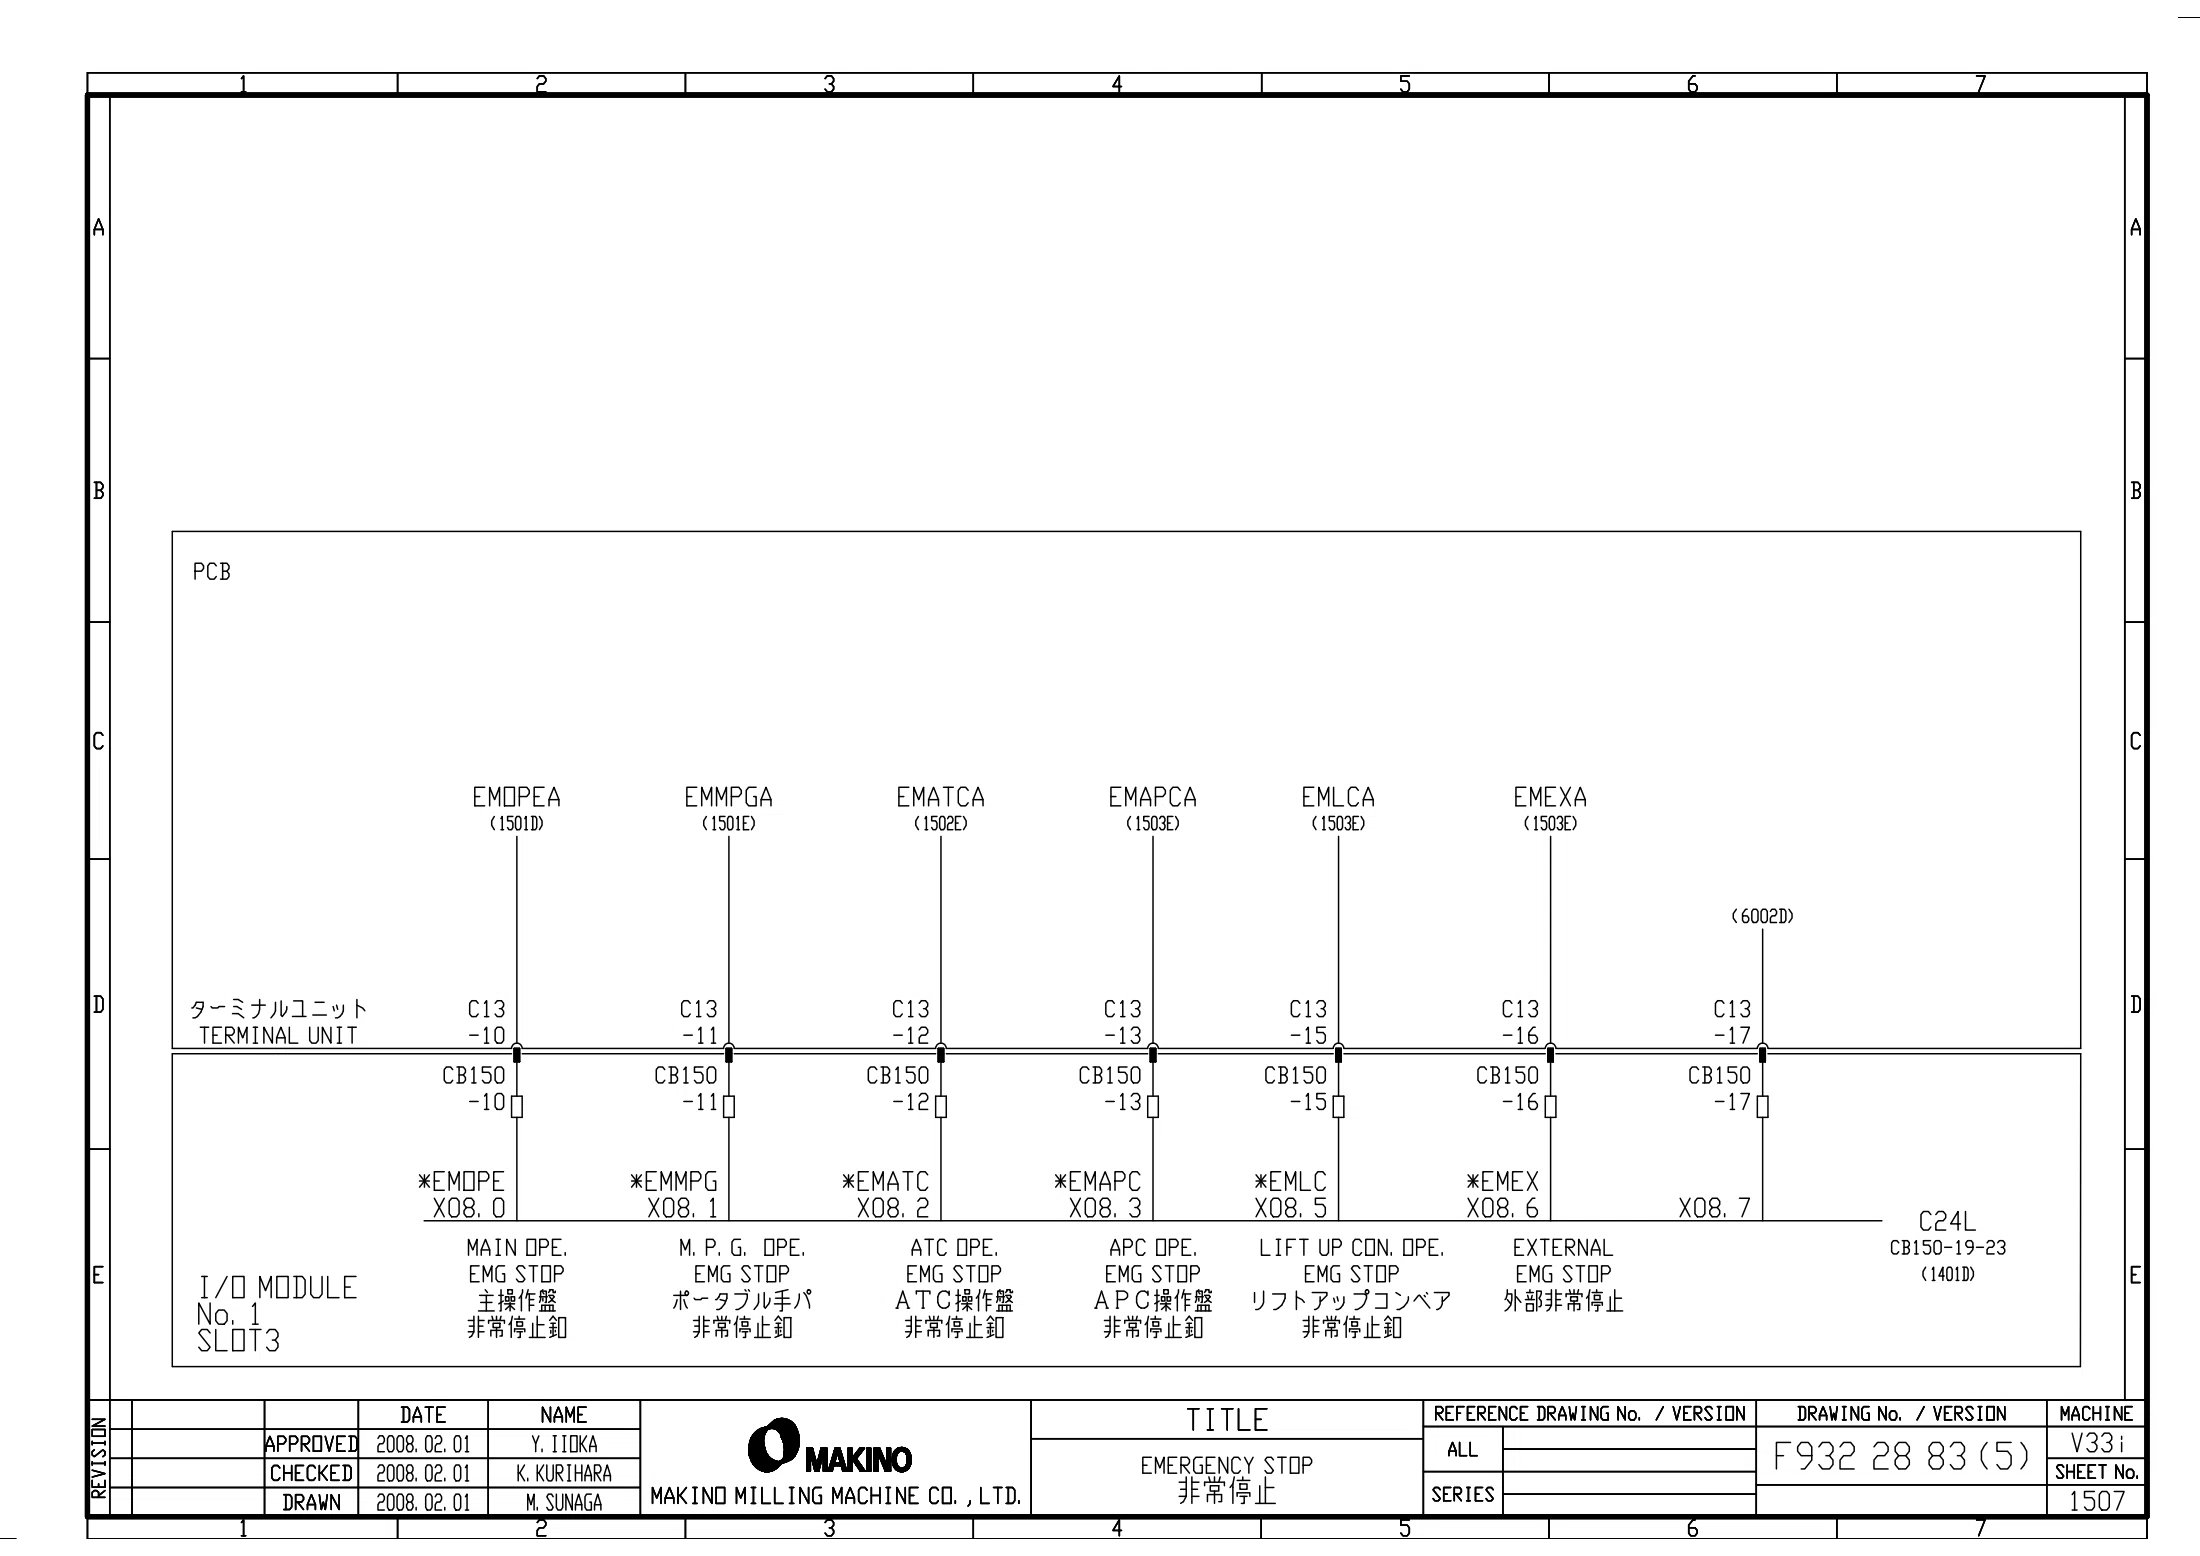 1 2 3 4 5 6 7
A A
B B
PCB
C C
EMOPEA EMMPGA EMATCA EMAPCA EMLCA EMEXA
(1501D) (1501E) (1502E) (1503E) (1503E) (1503E)
(6002D)
D D
ターミナルユニット C13 C13 C13 C13 C13 C13 C13
TERMINAL UNIT -10 -11 -12 -13 -15 -16 -17
CB150 CB150 CB150 CB150 CB150 CB150 CB150
-10 -11 -12 -13 -15 -16 -17
*EMOPE *EMMPG *EMATC *EMAPC *EMLC *EMEX
X08.0 X08.1 X08.2 X08.3 X08.5 X08.6 X08.7
C24L
CB150-19-23
(1401D)
MAIN OPE. M.P.G. OPE. ATC OPE. APC OPE. LIFT UP CON. OPE. EXTERNAL
EMG STOP EMG STOP EMG STOP EMG STOP EMG STOP EMG STOP
主操作盤 ポータブル手パ ATC操作盤 APC操作盤 リフトアップコンベア 外部非常停止
非常停止釦 非常停止釦 非常停止釦 非常停止釦 非常停止釦
E E
I/O MODULE
No.1
SLOT3
REVISION
DATE NAME
APPROVED 2008.02.01 Y.IIOKA
CHECKED 2008.02.01 K.KURIHARA
DRAWN 2008.02.01 M.SUNAGA
MAKINO
MAKINO MILLING MACHINE CO.,LTD.
TITLE
EMERGENCY STOP
非常停止
REFERENCE DRAWING No. / VERSION
ALL
SERIES
DRAWING No. / VERSION
F932 28 83(5)
MACHINE
V33i
SHEET No.
1507
1 2 3 4 5 6 7